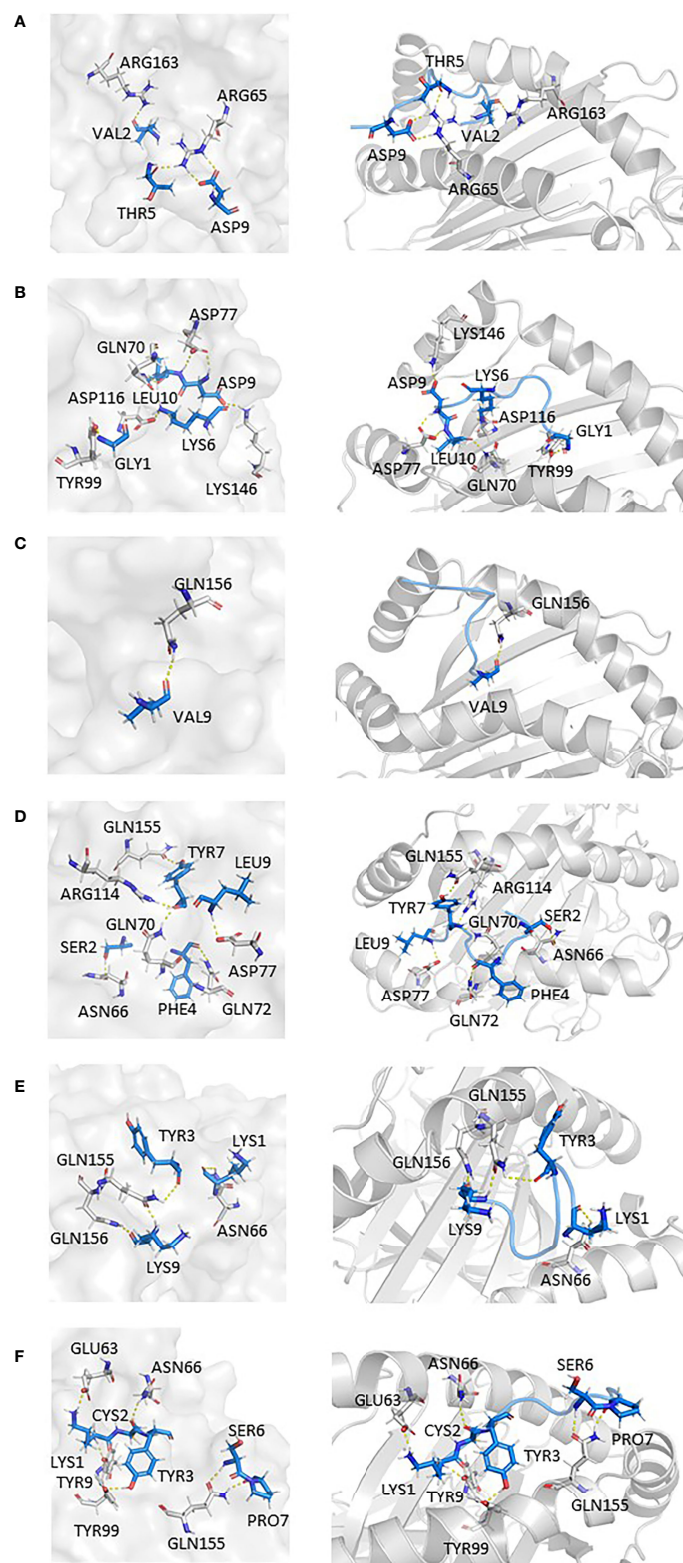 A
ARG163
ARG65
VAL2
THR5
ASP9
THR5
ARG163
VAL2
ASP9
ARG65
B
ASP77
GLN70
ASP9
ASP116
LEU10
LYS6
GLY1
TYR99
LYS146
LYS146
LYS6
ASP9
ASP116
GLY1
LEU10
ASP77
TYR99
GLN70
C
GLN156
VAL9
GLN156
VAL9
D
GLN155
TYR7
LEU9
ARG114
GLN70
SER2
ASP77
ASN66
PHE4
GLN72
GLN155
ARG114
TYR7
GLN70
SER2
LEU9
ASN66
ASP77
PHE4
GLN72
E
TYR3
LYS1
GLN155
ASN66
GLN156
LYS9
GLN155
TYR3
GLN156
LYS9
LYS1
ASN66
F
GLU63
ASN66
CYS2
SER6
LYS1
TYR9
TYR3
TYR99
GLN155
PRO7
ASN66
SER6
GLU63
CYS2
PRO7
TYR3
LYS1
TYR9
GLN155
TYR99